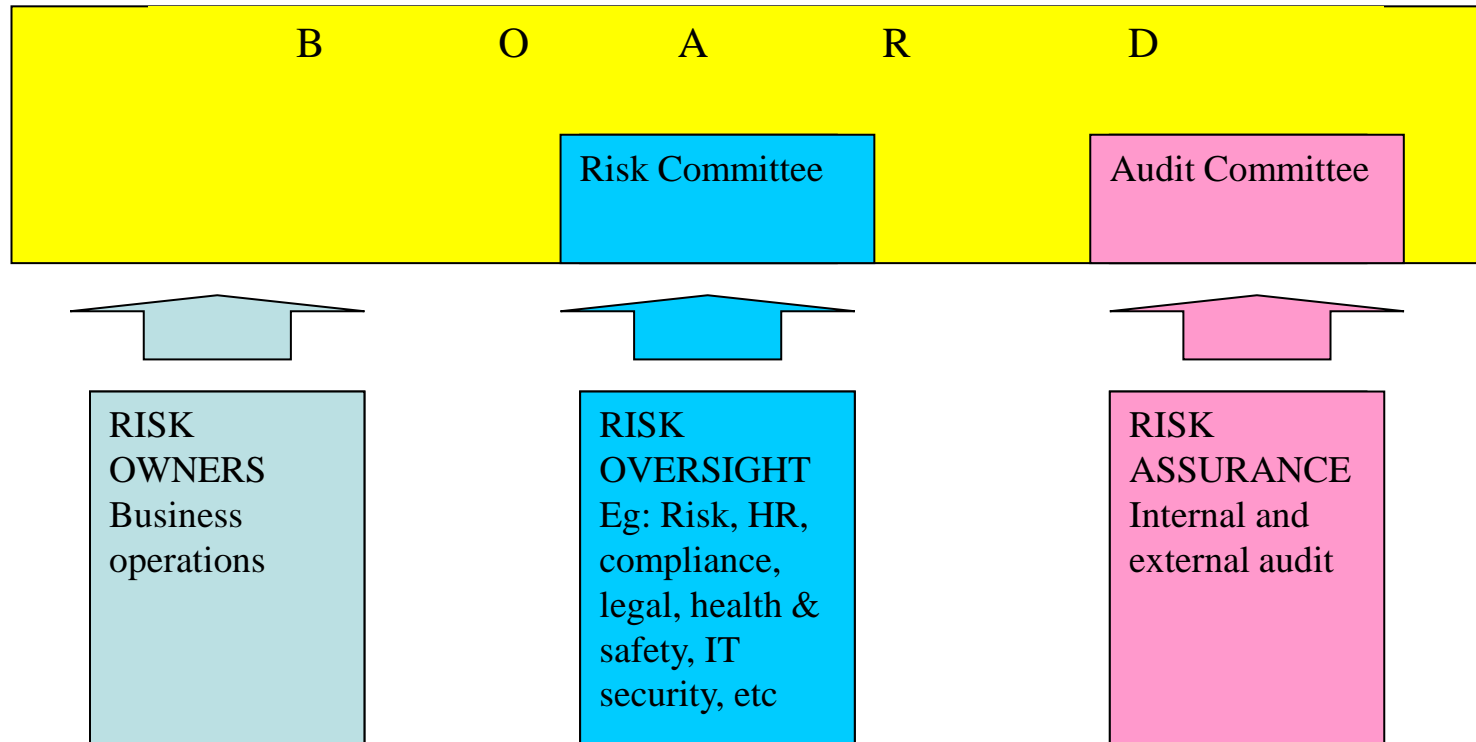 B O A R D
Risk Committee
Audit Committee
RISK
OWNERS
Business
operations
RISK
OVERSIGHT
Eg: Risk, HR,
compliance,
legal, health &
safety, IT
security, etc
RISK
ASSURANCE
Internal and
external audit